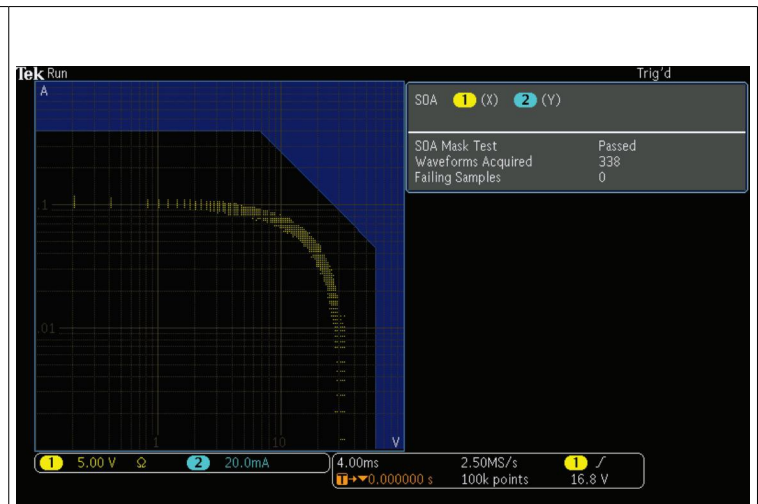 Tek Run Trig'd
A
SOA 1 (X) 2 (Y)
SOA Mask Test Passed
Waveforms Acquired 338
Failing Samples 0
.1
.01
1 10 V
1 5.00 V Ω 2 20.0mA 4.00ms 2.50MS/s 1 ∫
T→▼0.000000 s 100k points 16.8 V